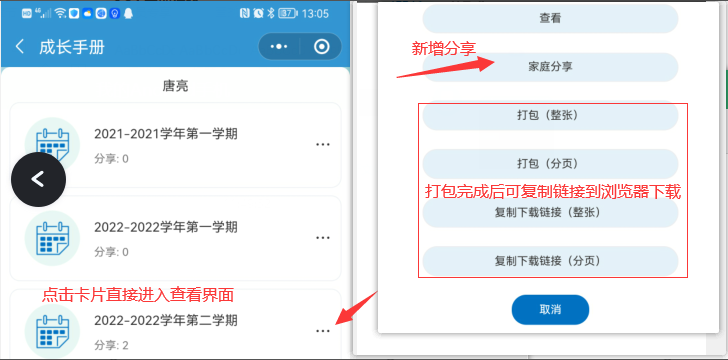 HD 4G 87 13:05
成长手册
唐亮
2021-2021学年第一学期
分享: 0
2022-2022学年第一学期
分享: 0
点击卡片直接进入查看界面
2022-2022学年第二学期
分享: 2
查看
新增分享
家庭分享
打包（整张）
打包（分页）
打包完成后可复制链接到浏览器下载
复制下载链接（整张）
复制下载链接（分页）
取消